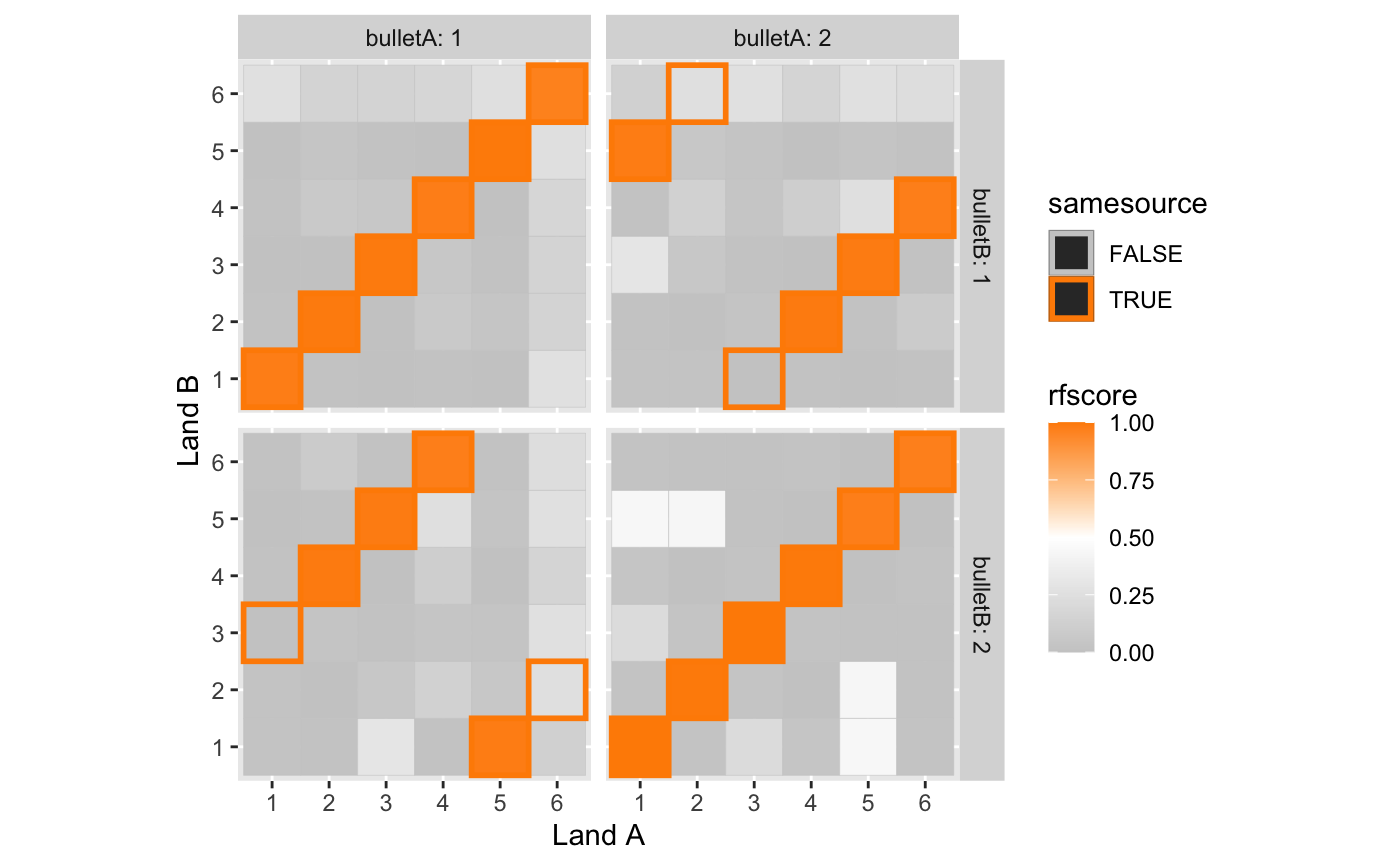 bulletA: 1
bulletA: 2
6
5
4
3
2
1
bulletB: 1
Land B
6
5
4
3
2
1
bulletB: 2
1 2 3 4 5 6
1 2 3 4 5 6
Land A
samesource
FALSE
TRUE
rfscore
1.00
0.75
0.50
0.25
0.00